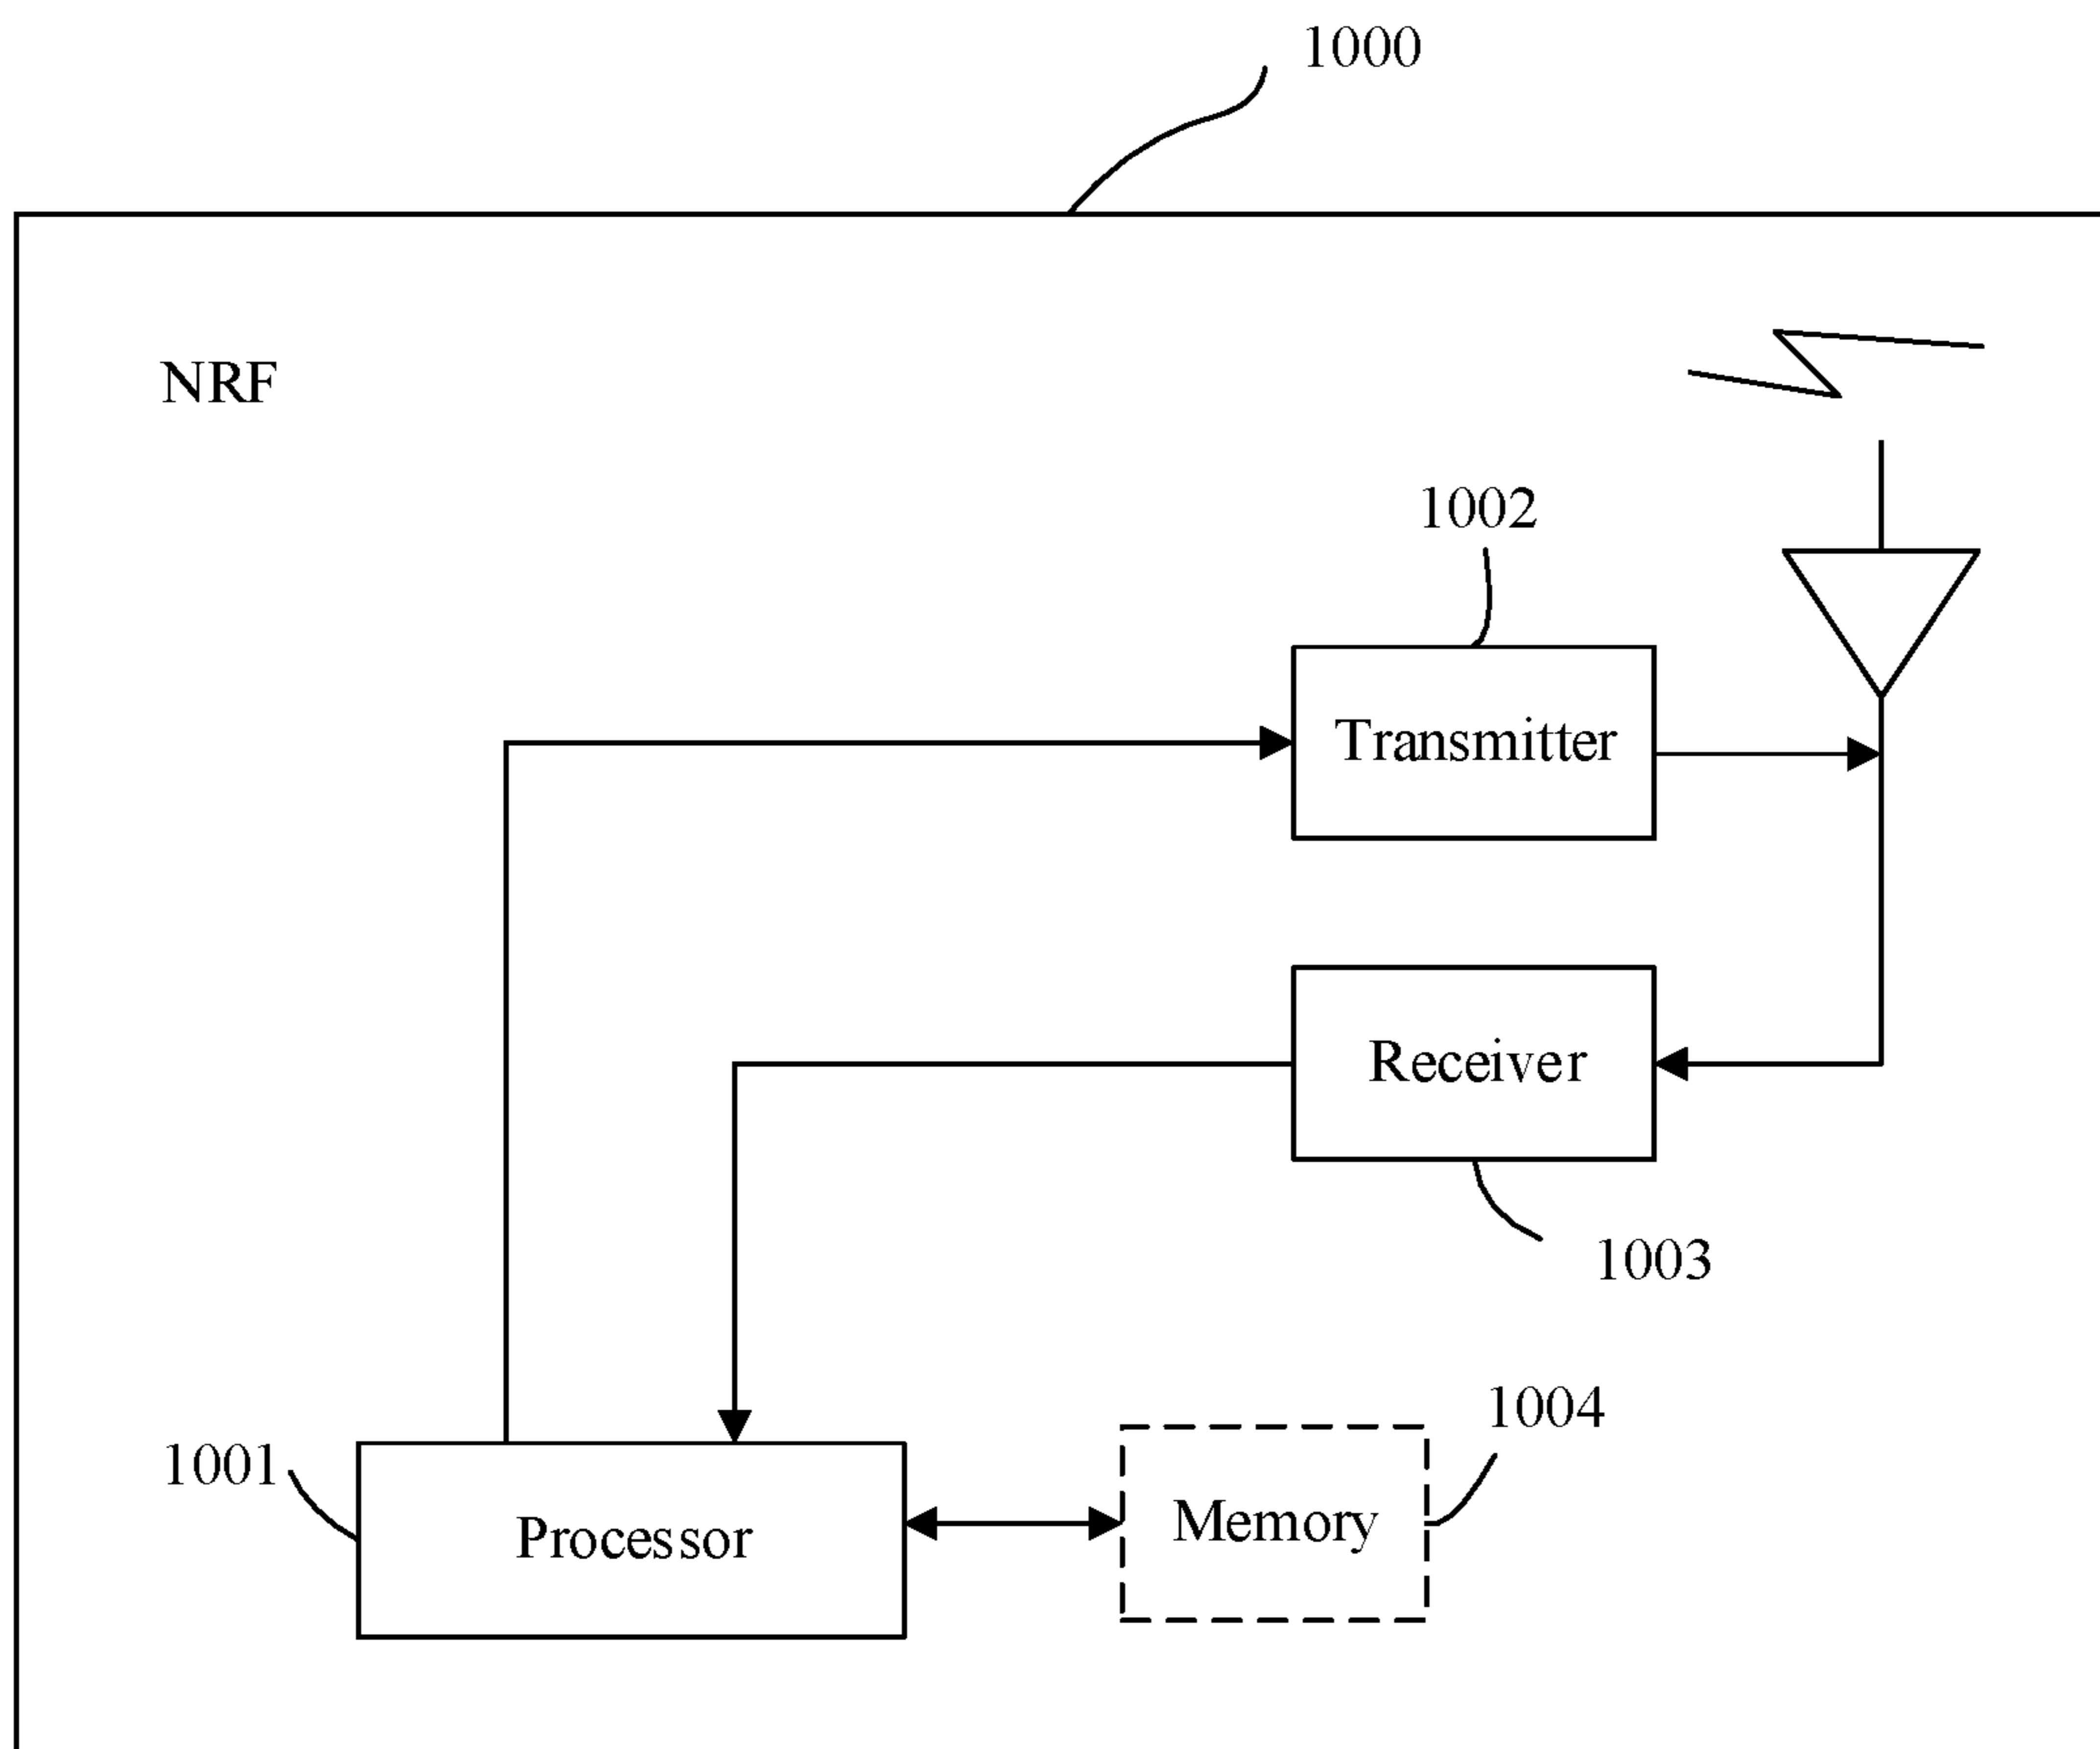 1000
NRF
1002
Transmitter
Receiver
1003
1004
1001
Memory
Processor